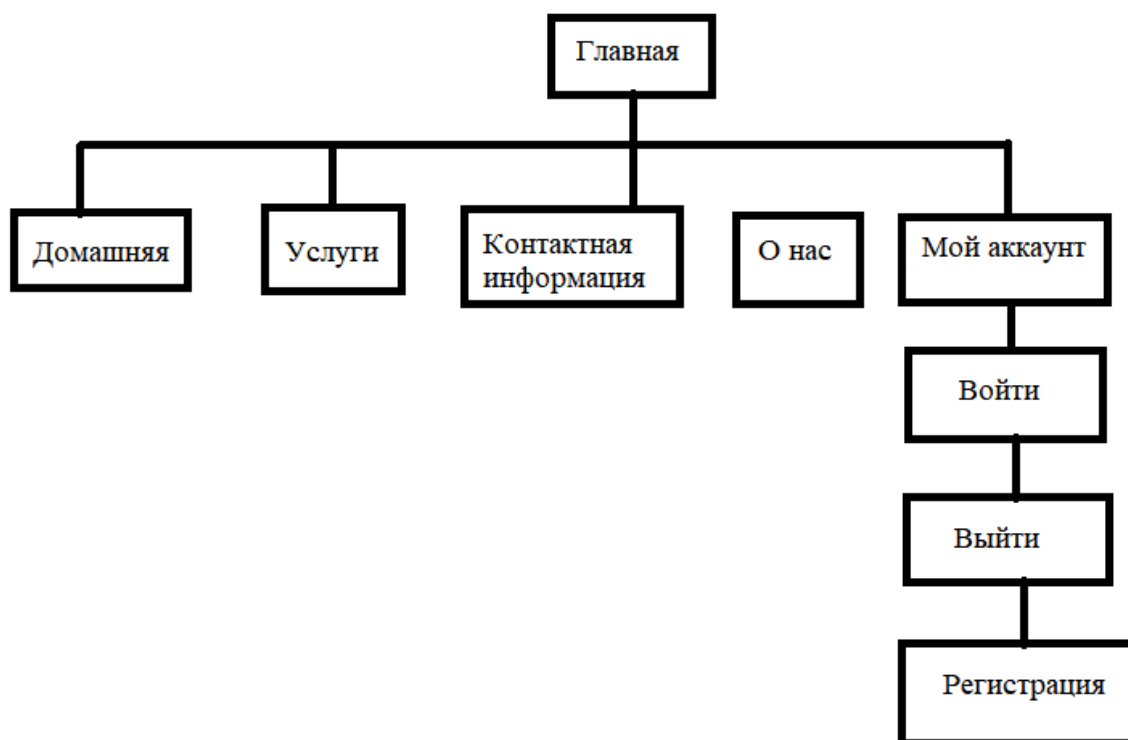 Главная
Домашняя
Услуги
Контактная
информация
О нас
Мой аккаунт
Войти
Выйти
Регистрация